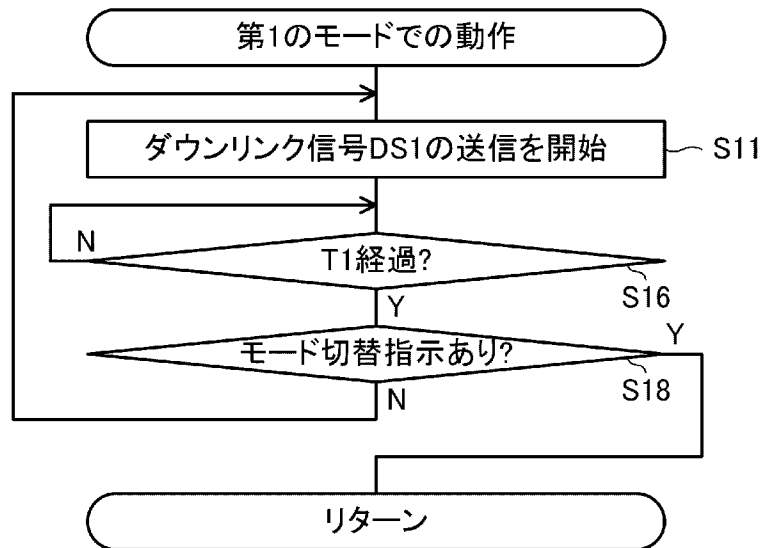 第1のモードでの動作
ダウンリンク信号DS1の送信を開始
S11
N
T1経過?
S16
Y
モード切替指示あり?
Y
S18
N
リターン